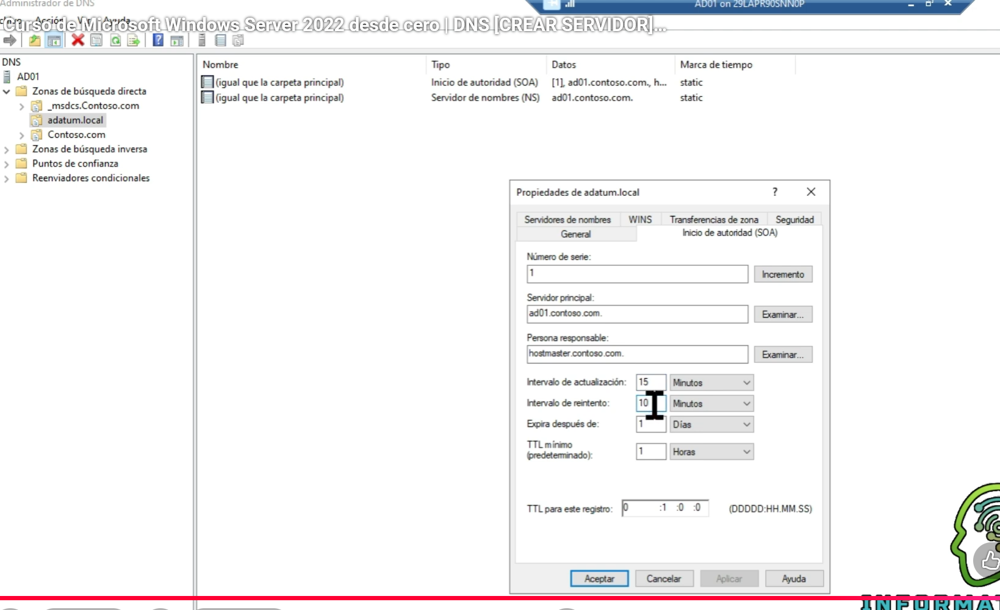 Administrador de DNS
AD01 on 29LAPR90SNN0P
Acción Ver Ayuda
Curso de Microsoft Windows Server 2022 desde cero | DNS [CREAR SERVIDOR]...
DNS
AD01
Zonas de búsqueda directa
_msdcs.Contoso.com
adatum.local
Contoso.com
Zonas de búsqueda inversa
Puntos de confianza
Reenviadores condicionales
Nombre Tipo Datos Marca de tiempo
(igual que la carpeta principal) Inicio de autoridad (SOA) [1], ad01.contoso.com., h... static
(igual que la carpeta principal) Servidor de nombres (NS) ad01.contoso.com. static
Propiedades de adatum.local ?
Servidores de nombres WINS Transferencias de zona Seguridad
General Inicio de autoridad (SOA)
Número de serie:
1 Incremento
Servidor principal:
ad01.contoso.com. Examinar...
Persona responsable:
hostmaster.contoso.com. Examinar...
Intervalo de actualización: 15 Minutos
Intervalo de reintento: 10 Minutos
Expira después de: 1 Días
TTL mínimo
(predeterminado): 1 Horas
TTL para este registro: 0 :1 :0 :0 (DDDDD:HH.MM.SS)
Aceptar Cancelar Aplicar Ayuda
INFORMA